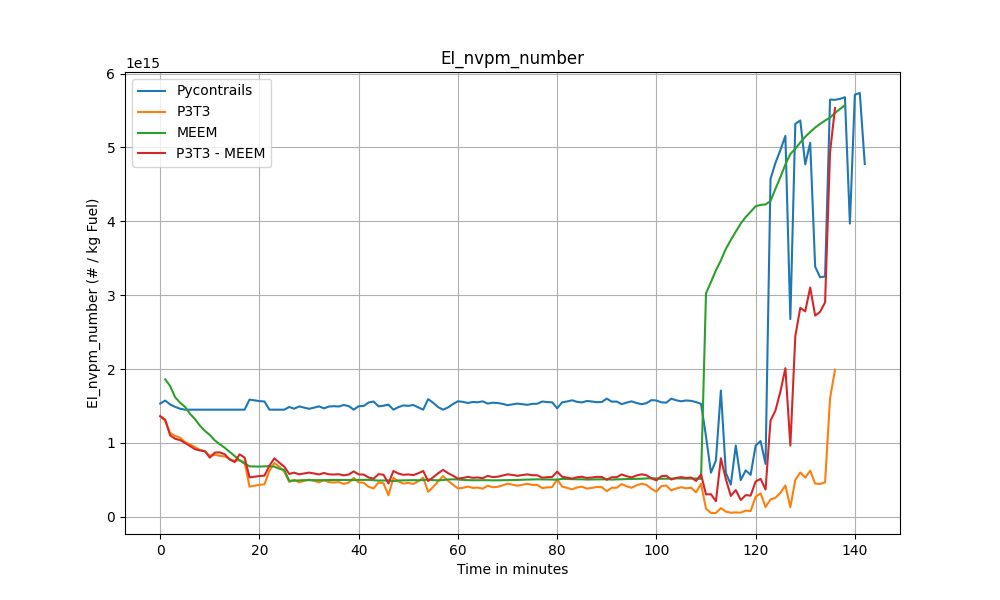 EI_nvpm_number
1e15
Pycontrails
P3T3
MEEM
P3T3 - MEEM
EI_nvpm_number (# / kg Fuel)
6
5
4
3
2
1
0
0 20 40 60 80 100 120 140
Time in minutes